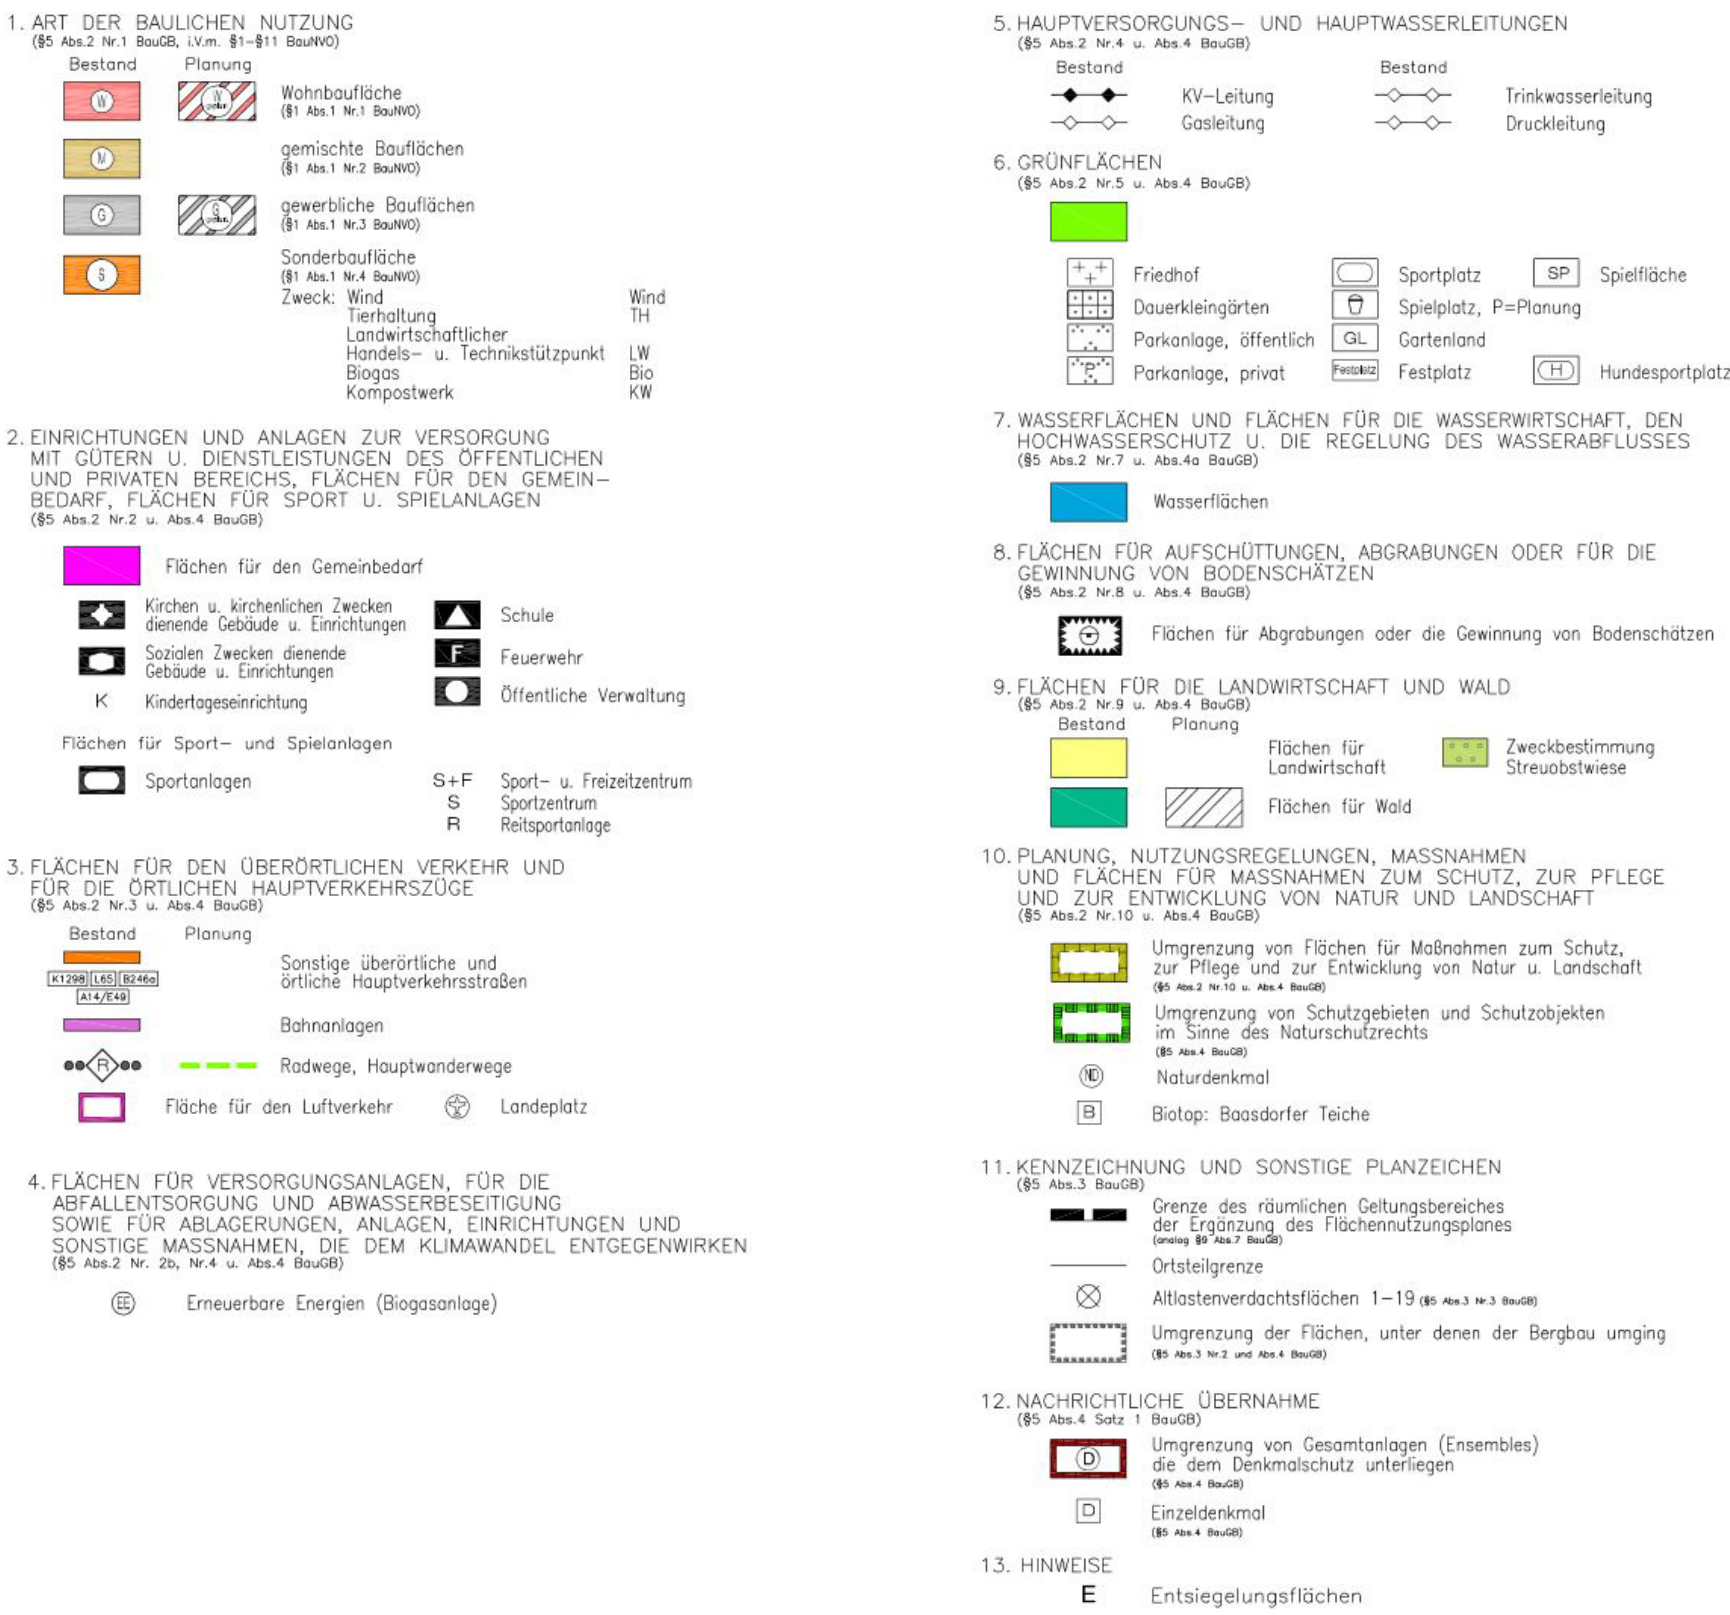 1. ART DER BAULICHEN NUTZUNG
(§5 Abs.2 Nr.1 BauGB, i.V.m. §1–§11 BauNVO)
Bestand Planung
W W geplan. Wohnbaufläche
(§1 Abs.1 Nr.1 BauNVO)
M gemischte Bauflächen
(§1 Abs.1 Nr.2 BauNVO)
G G geplan. gewerbliche Bauflächen
(§1 Abs.1 Nr.3 BauNVO)
S Sonderbaufläche
(§1 Abs.1 Nr.4 BauNVO)
Zweck: Wind Wind
Tierhaltung TH
Landwirtschaftlicher
Handels– u. Technikstützpunkt LW
Biogas Bio
Kompostwerk KW
2. EINRICHTUNGEN UND ANLAGEN ZUR VERSORGUNG
MIT GÜTERN U. DIENSTLEISTUNGEN DES ÖFFENTLICHEN
UND PRIVATEN BEREICHS, FLÄCHEN FÜR DEN GEMEIN–
BEDARF, FLÄCHEN FÜR SPORT U. SPIELANLAGEN
(§5 Abs.2 Nr.2 u. Abs.4 BauGB)
Flächen für den Gemeinbedarf
Kirchen u. kirchenlichen Zwecken
dienende Gebäude u. Einrichtungen
Schule
Sozialen Zwecken dienende
Gebäude u. Einrichtungen
F Feuerwehr
K Kindertageseinrichtung
Öffentliche Verwaltung
Flächen für Sport– und Spielanlagen
Sportanlagen
S+F Sport– u. Freizeitzentrum
S Sportzentrum
R Reitsportanlage
3. FLÄCHEN FÜR DEN ÜBERÖRTLICHEN VERKEHR UND
FÜR DIE ÖRTLICHEN HAUPTVERKEHRSZÜGE
(§5 Abs.2 Nr.3 u. Abs.4 BauGB)
Bestand Planung
K1298 L65 B246a
A14/E49
Sonstige überörtliche und
örtliche Hauptverkehrsstraßen
Bahnanlagen
R Radwege, Hauptwanderwege
Fläche für den Luftverkehr
Landeplatz
4. FLÄCHEN FÜR VERSORGUNGSANLAGEN, FÜR DIE
ABFALLENTSORGUNG UND ABWASSERBESEITIGUNG
SOWIE FÜR ABLAGERUNGEN, ANLAGEN, EINRICHTUNGEN UND
SONSTIGE MASSNAHMEN, DIE DEM KLIMAWANDEL ENTGEGENWIRKEN
(§5 Abs.2 Nr. 2b, Nr.4 u. Abs.4 BauGB)
EE Erneuerbare Energien (Biogasanlage)
5. HAUPTVERSORGUNGS– UND HAUPTWASSERLEITUNGEN
(§5 Abs.2 Nr.4 u. Abs.4 BauGB)
Bestand Bestand
KV–Leitung Trinkwasserleitung
Gasleitung Druckleitung
6. GRÜNFLÄCHEN
(§5 Abs.2 Nr.5 u. Abs.4 BauGB)
Friedhof Sportplatz SP Spielfläche
Dauerkleingärten Spielplatz, P=Planung
Parkanlage, öffentlich GL Gartenland
P Parkanlage, privat Festplatz Festplatz H Hundesportplatz
7. WASSERFLÄCHEN UND FLÄCHEN FÜR DIE WASSERWIRTSCHAFT, DEN
HOCHWASSERSCHUTZ U. DIE REGELUNG DES WASSERABFLUSSES
(§5 Abs.2 Nr.7 u. Abs.4a BauGB)
Wasserflächen
8. FLÄCHEN FÜR AUFSCHÜTTUNGEN, ABGRABUNGEN ODER FÜR DIE
GEWINNUNG VON BODENSCHÄTZEN
(§5 Abs.2 Nr.8 u. Abs.4 BauGB)
Flächen für Abgrabungen oder die Gewinnung von Bodenschätzen
9. FLÄCHEN FÜR DIE LANDWIRTSCHAFT UND WALD
(§5 Abs.2 Nr.9 u. Abs.4 BauGB)
Bestand Planung
Flächen für
Landwirtschaft
Zweckbestimmung
Streuobstwiese
Flächen für Wald
10. PLANUNG, NUTZUNGSREGELUNGEN, MASSNAHMEN
UND FLÄCHEN FÜR MASSNAHMEN ZUM SCHUTZ, ZUR PFLEGE
UND ZUR ENTWICKLUNG VON NATUR UND LANDSCHAFT
(§5 Abs.2 Nr.10 u. Abs.4 BauGB)
Umgrenzung von Flächen für Maßnahmen zum Schutz,
zur Pflege und zur Entwicklung von Natur u. Landschaft
(§5 Abs.2 Nr.10 u. Abs.4 BauGB)
Umgrenzung von Schutzgebieten und Schutzobjekten
im Sinne des Naturschutzrechts
(§5 Abs.4 BauGB)
ND Naturdenkmal
B Biotop: Baasdorfer Teiche
11. KENNZEICHNUNG UND SONSTIGE PLANZEICHEN
(§5 Abs.3 BauGB)
Grenze des räumlichen Geltungsbereiches
der Ergänzung des Flächennutzungsplanes
(analog §9 Abs.7 BauGB)
Ortsteilgrenze
Altlastenverdachtsflächen 1–19 (§5 Abs.3 Nr.3 BauGB)
Umgrenzung der Flächen, unter denen der Bergbau umging
(§5 Abs.3 Nr.2 und Abs.4 BauGB)
12. NACHRICHTLICHE ÜBERNAHME
(§5 Abs.4 Satz 1 BauGB)
D Umgrenzung von Gesamtanlagen (Ensembles)
die dem Denkmalschutz unterliegen
(§5 Abs.4 BauGB)
D Einzeldenkmal
(§5 Abs.4 BauGB)
13. HINWEISE
E Entsiegelungsflächen